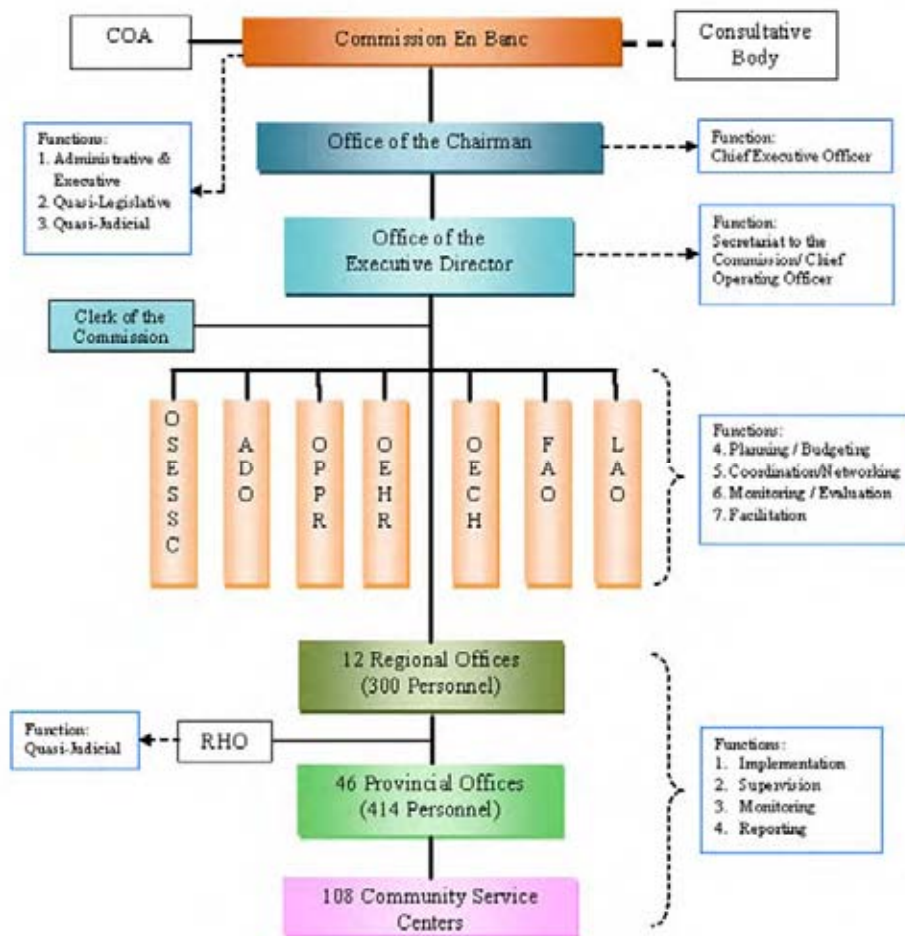 COA
Commission En Banc
Consultative
Body
Functions:
1. Administrative &
Executive
2. Quasi-Legislative
3. Quasi-Judicial
Office of the Chairman
Function:
Chief Executive Officer
Office of the
Executive Director
Function:
Secretariat to the
Commission/ Chief
Operating Officer
Clerk of the
Commission
OSESSC
ADO
OPPR
OEHR
OECH
FAO
LAO
Functions:
4. Planning / Budgeting
5. Coordination/Networking
6. Monitoring / Evaluation
7. Facilitation
12 Regional Offices
(300 Personnel)
Function:
Quasi-Judicial
RHO
46 Provincial Offices
(414 Personnel)
Functions:
1. Implementation
2. Supervision
3. Monitoring
4. Reporting
108 Community Service
Centers